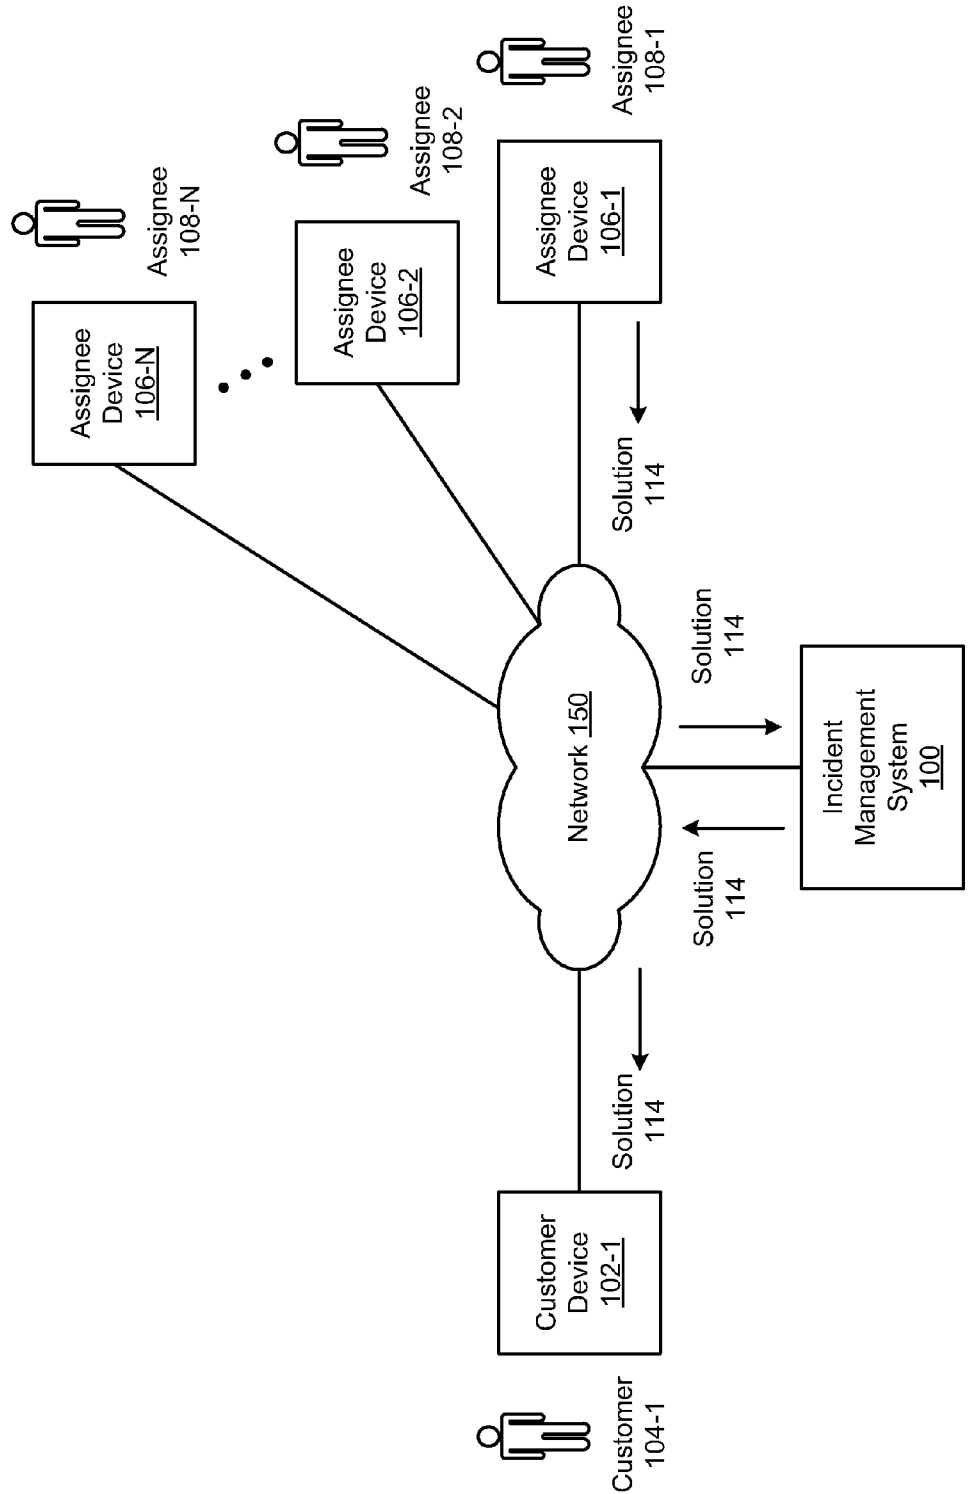 Assignee
108-N
Assignee
Device
106-N
Assignee
108-2
Assignee
Device
106-2
Assignee
108-1
Assignee
Device
106-1
Solution
114
Network 150
Solution
114
Solution
114
Incident
Management
System
100
Solution
114
Customer
Device
102-1
Customer
104-1